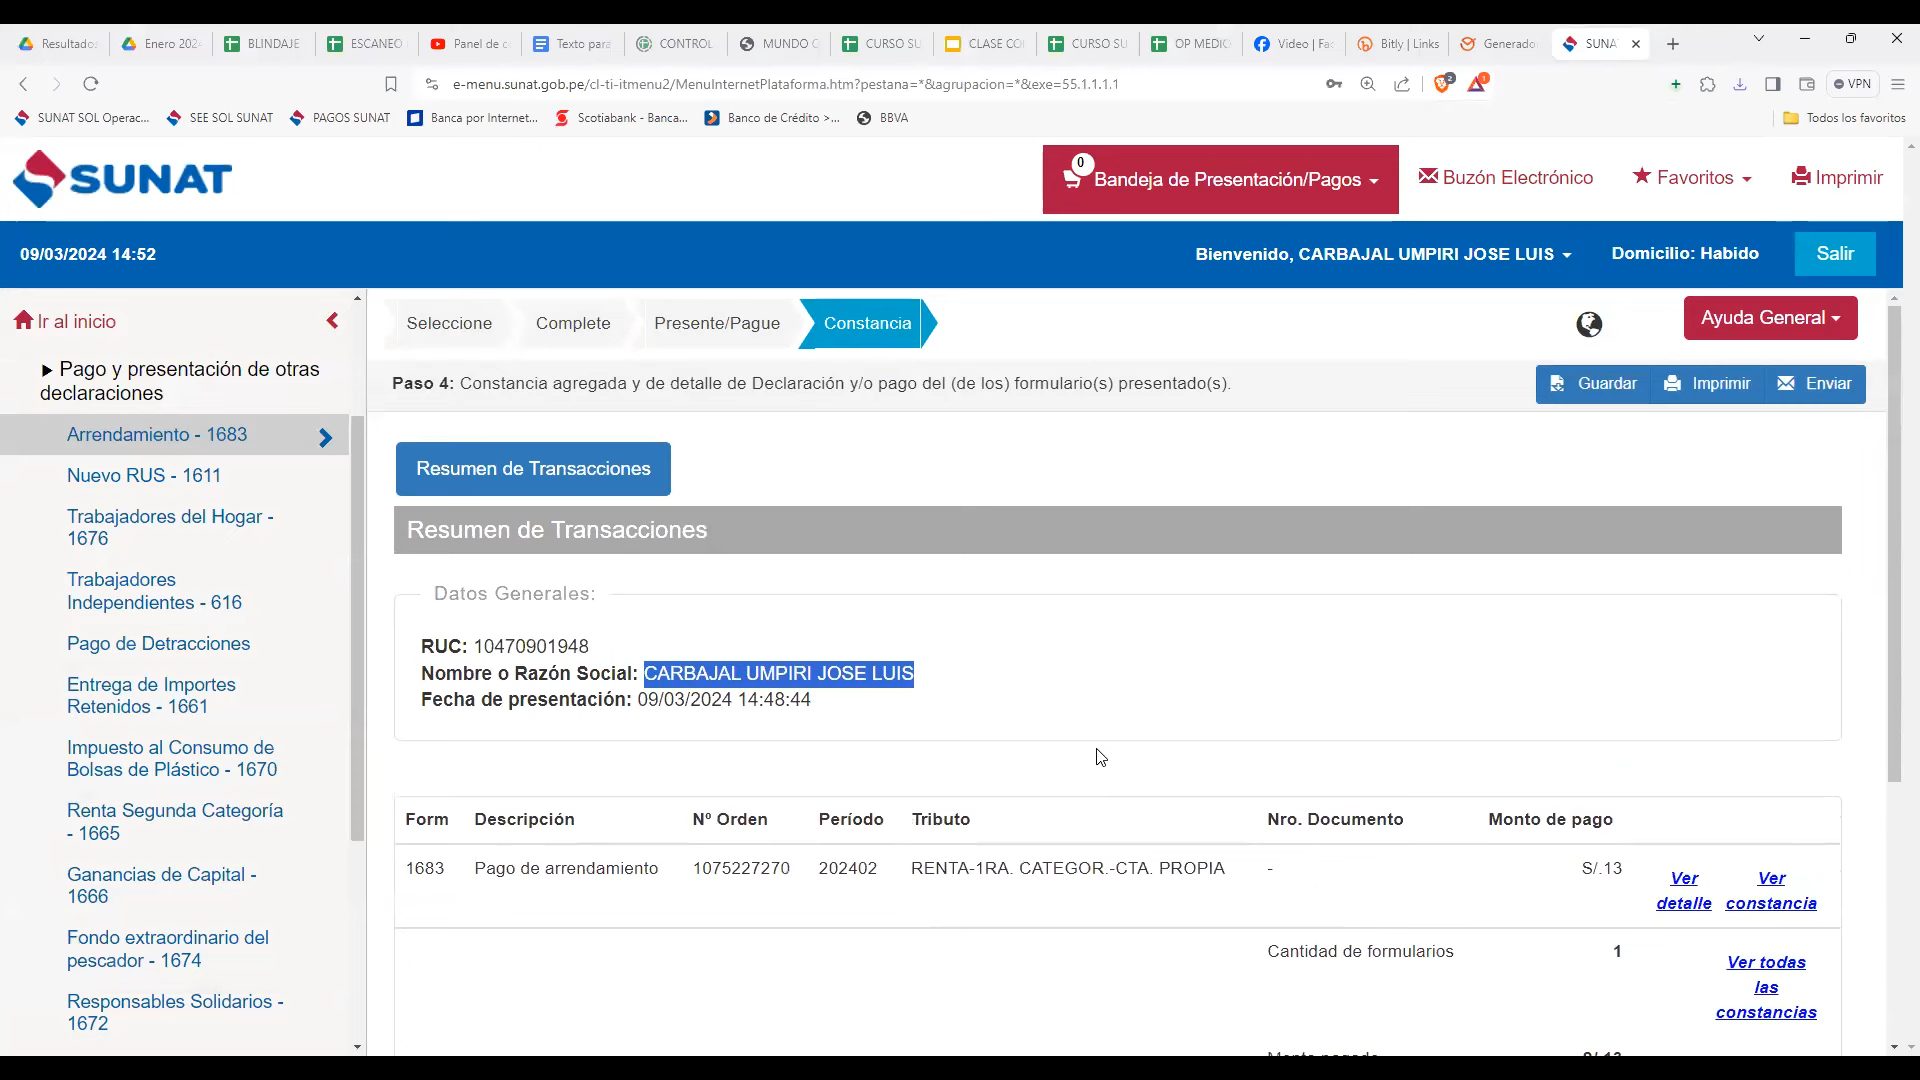 Resultado
Enero 202
BLINDAJE
ESCANEO
Panel de c
Texto para
CONTROL
MUNDO C
CURSO SU
CLASE CO
CURSO SU
OP MEDIC
Video | Fa
Bitly | Links
Generado
SUNA
e-menu.sunat.gob.pe/cl-ti-itmenu2/MenuInternetPlataforma.htm?pestana=*&agrupacion=*&exe=55.1.1.1.1
2
1
VPN
SUNAT SOL Operac...
SEE SOL SUNAT
PAGOS SUNAT
Banca por Internet...
Scotiabank - Banca...
Banco de Crédito >...
BBVA
Todos los favoritos
SUNAT
0
Bandeja de Presentación/Pagos
Buzón Electrónico
Favoritos
Imprimir
09/03/2024 14:52
Bienvenido, CARBAJAL UMPIRI JOSE LUIS
Domicilio: Habido
Salir
Ir al inicio
Pago y presentación de otras
declaraciones
Arrendamiento - 1683
Nuevo RUS - 1611
Trabajadores del Hogar -
1676
Trabajadores
Independientes - 616
Pago de Detracciones
Entrega de Importes
Retenidos - 1661
Impuesto al Consumo de
Bolsas de Plástico - 1670
Renta Segunda Categoría
- 1665
Ganancias de Capital -
1666
Fondo extraordinario del
pescador - 1674
Responsables Solidarios -
1672
Seleccione
Complete
Presente/Pague
Constancia
Ayuda General
Paso 4: Constancia agregada y de detalle de Declaración y/o pago del (de los) formulario(s) presentado(s).
Guardar
Imprimir
Enviar
Resumen de Transacciones
Resumen de Transacciones
Datos Generales:
RUC: 10470901948
Nombre o Razón Social: CARBAJAL UMPIRI JOSE LUIS
Fecha de presentación: 09/03/2024 14:48:44
Form Descripción Nº Orden Período Tributo Nro. Documento Monto de pago
1683 Pago de arrendamiento 1075227270 202402 RENTA-1RA. CATEGOR.-CTA. PROPIA - S/.13
Ver detalle
Ver constancia
Cantidad de formularios 1
Ver todas
las
constancias